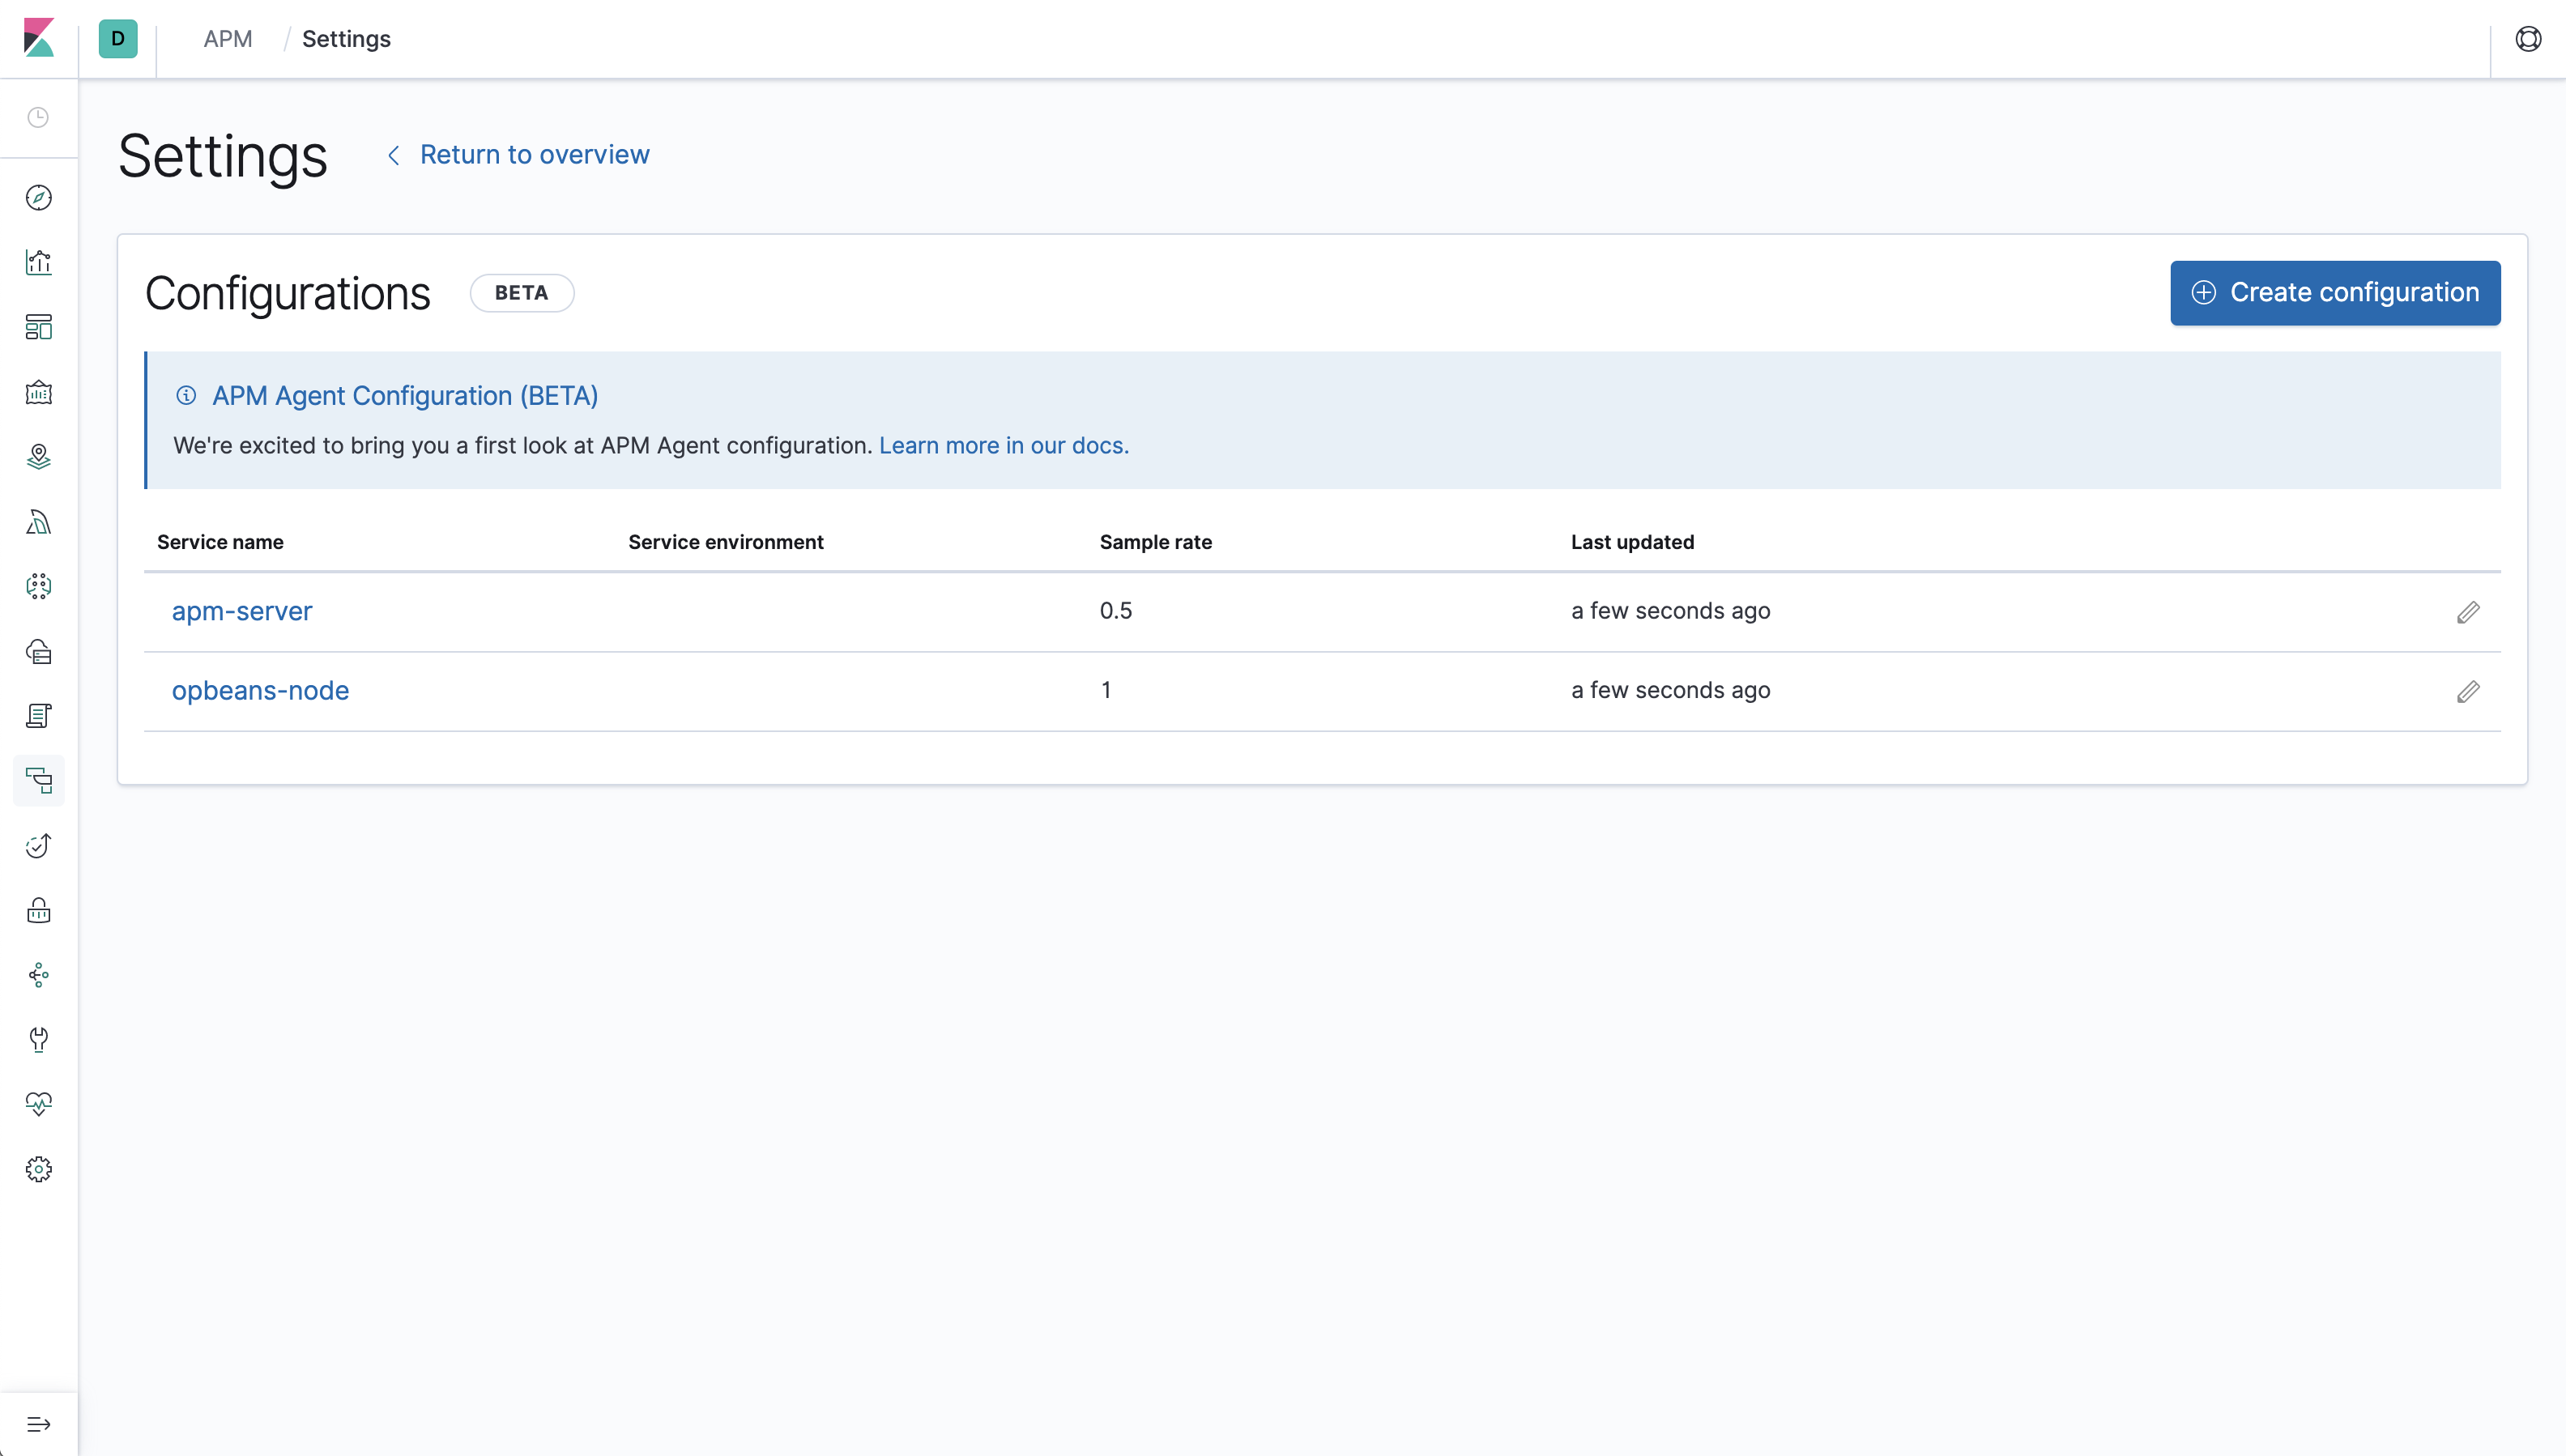 D APM / Settings
Settings Return to overview
Configurations BETA Create configuration
APM Agent Configuration (BETA)
We're excited to bring you a first look at APM Agent configuration. Learn more in our docs.
Service name Service environment Sample rate Last updated
apm-server 0.5 a few seconds ago
opbeans-node 1 a few seconds ago